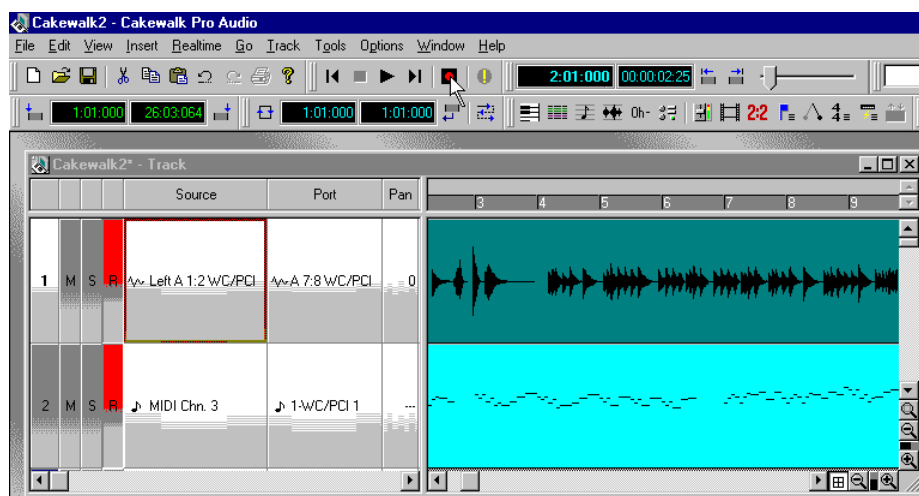 Cakewalk2 - Cakewalk Pro Audio
File Edit View Insert Realtime Go Track Tools Options Window Help
2:01:000 00:00:02:25
1:01:000 26:03:064 1:01:000 1:01:000 0h- 2:2 4
Cakewalk2* - Track
Source Port Pan
3 4 5 6 7 8 9
1 M S R Left A 1:2 WC/PCI A 7:8 WC/PCI 0
2 M S R MIDI Chn. 3 1-WC/PCI 1 ---